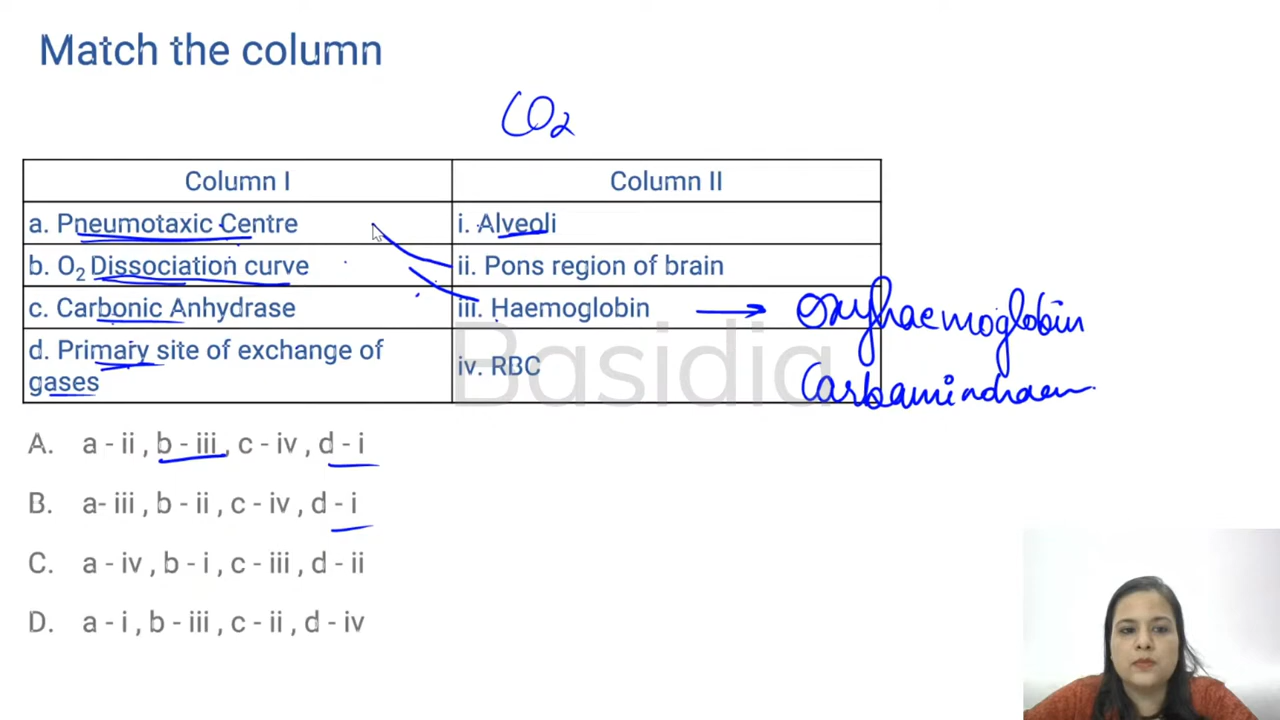 Match the column
CO2
Column I Column II
a. Pneumotaxic Centre i. Alveoli
b. O2 Dissociation curve ii. Pons region of brain
c. Carbonic Anhydrase iii. Haemoglobin → oxyhaemoglobin
d. Primary site of exchange of
gases iv. RBC
Carbaminohaem
Basidia
A. a - ii , b - iii , c - iv , d - i
B. a- iii , b - ii , c - iv , d - i
C. a - iv , b - i , c - iii , d - ii
D. a - i , b - iii , c - ii , d - iv